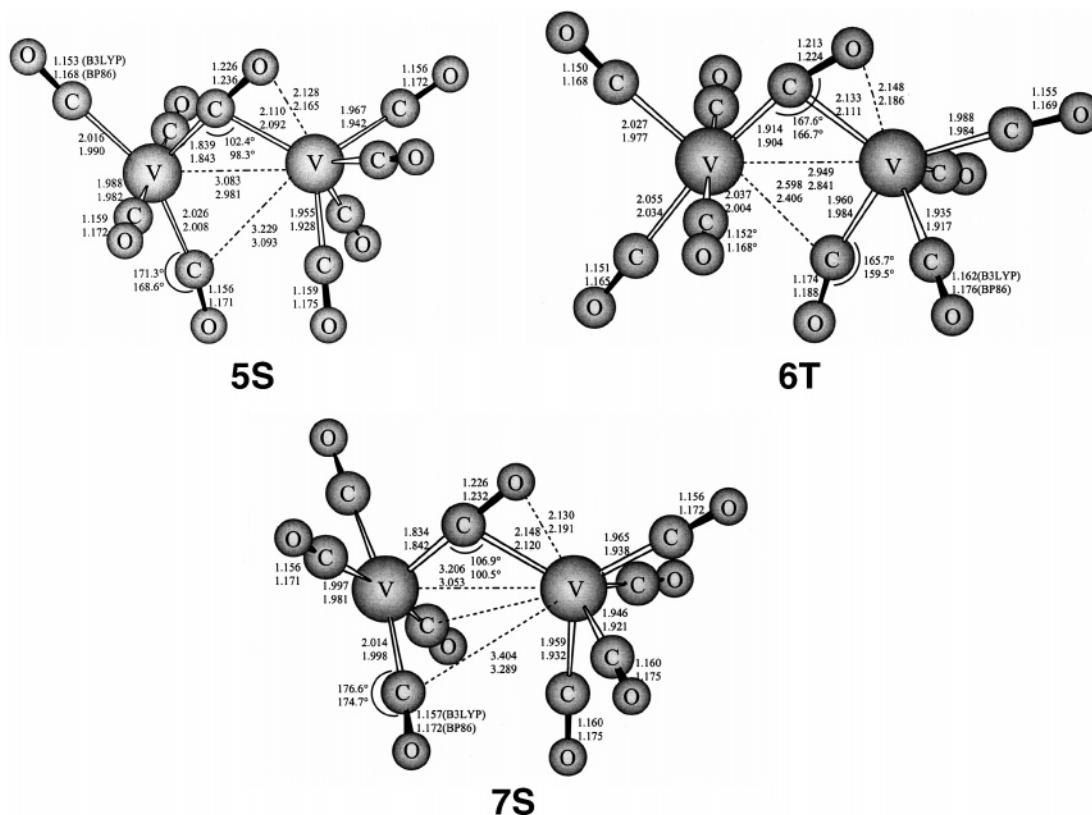 1.153 (B3LYP)
1.168 (BP86)
O
C
O
C
1.226
1.236
O
C
2.128
2.165
1.156
1.172
O
C
1.967
1.942
2.110
2.092
2.016
1.990
1.839
1.843
102.4°
98.3°
V
V
C
O
3.083
2.981
1.988
1.982
C
1.159
1.172
O
2.026
2.008
3.229
3.093
1.955
1.928
C
O
171.3°
168.6°
C
1.156
1.171
O
C
1.159
1.175
O
5S
O
1.150
1.168
C
O
C
1.213
1.224
O
C
2.148
2.186
1.155
1.169
O
C
2.133
2.111
167.6°
166.7°
1.988
1.984
2.027
1.977
1.914
1.904
V
V
C
O
2.949
2.841
2.598
2.406
2.055
2.034
2.037
2.004
1.960
1.984
1.935
1.917
C
C
O
1.152°
1.168°
C
165.7°
159.5°
C
1.151
1.165
O
1.174
1.188
O
1.162(B3LYP)
1.176(BP86)
O
6T
O
C
1.226
1.232
O
C
2.130
2.191
1.156
1.172
O
C
O
C
1.834
1.842
2.148
2.120
1.965
1.938
1.156
1.171
106.9°
100.5°
3.206
3.053
1.997
1.981
V
V
C
O
C
O
1.946
1.921
2.014
1.998
3.404
3.289
1.959
1.932
C
1.160
1.175
O
176.6°
174.7°
C
1.157(B3LYP)
1.172(BP86)
O
C
1.160
1.175
O
7S